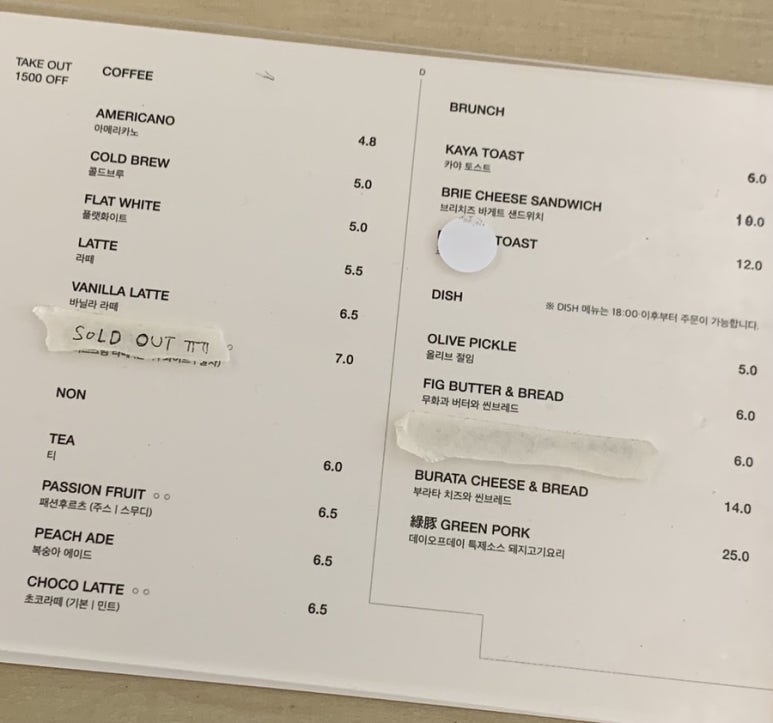 TAKE OUT
1500 OFF
COFFEE
AMERICANO
아메리카노
4.8
COLD BREW
콜드브루
5.0
FLAT WHITE
플랫화이트
5.0
LATTE
라떼
5.5
VANILLA LATTE
바닐라 라떼
6.5
SOLD OUT ㅠㅠ
7.0
NON
TEA
티
6.0
PASSION FRUIT ○ ○
패션후르츠 (주스 | 스무디)
6.5
PEACH ADE
복숭아 에이드
6.5
CHOCO LATTE ○ ○
초코라떼 (기본 | 민트)
6.5
D
BRUNCH
KAYA TOAST
카야 토스트
6.0
BRIE CHEESE SANDWICH
브리치즈 바게트 샌드위치
10.0
TOAST
12.0
DISH
※ DISH 메뉴는 18:00 이후부터 주문이 가능합니다.
OLIVE PICKLE
올리브 절임
5.0
FIG BUTTER & BREAD
무화과 버터와 씬브레드
6.0
6.0
BURATA CHEESE & BREAD
부라타 치즈와 씬브레드
14.0
綠豚 GREEN PORK
데이오프데이 특제소스 돼지고기요리
25.0